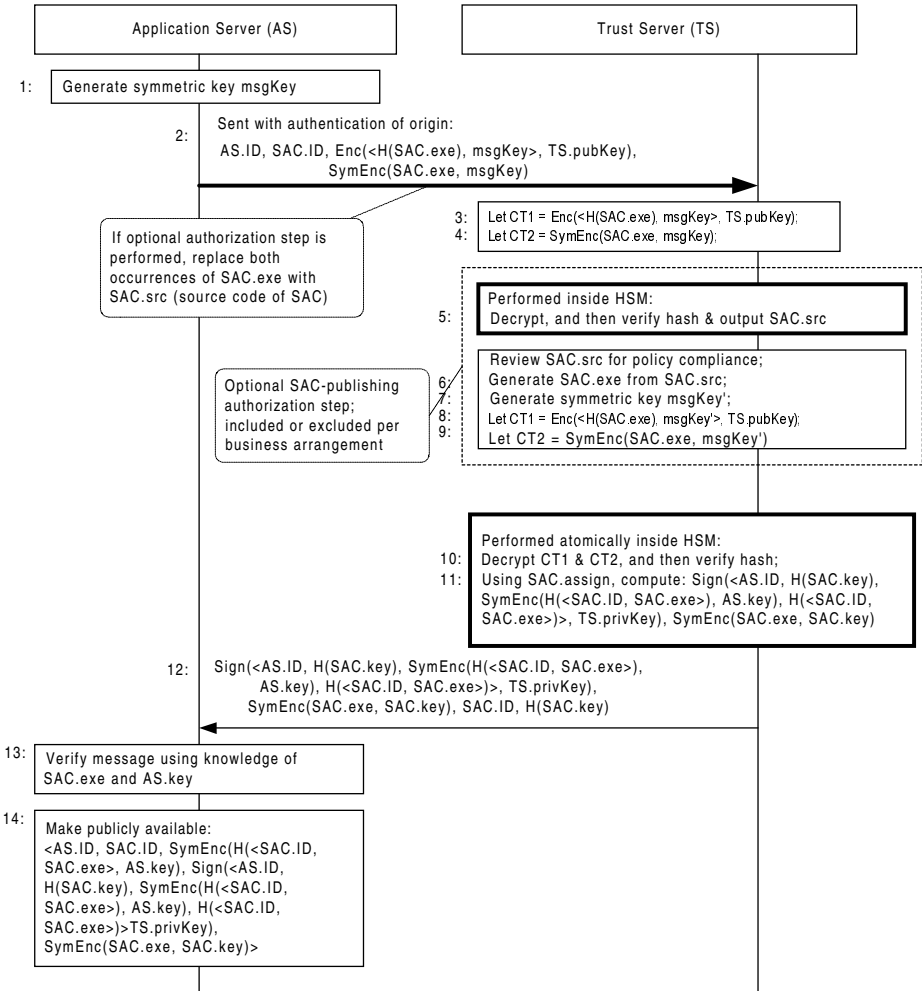 Application Server (AS)
Trust Server (TS)
1:
Generate symmetric key msgKey
2:
Sent with authentication of origin:
AS.ID, SAC.ID, Enc(<H(SAC.exe), msgKey>, TS.pubKey),
SymEnc(SAC.exe, msgKey)
3:
Let CT1 = Enc(<H(SAC.exe), msgKey>, TS.pubKey);
4:
Let CT2 = SymEnc(SAC.exe, msgKey);
If optional authorization step is
performed, replace both
occurrences of SAC.exe with
SAC.src (source code of SAC)
Performed inside HSM:
5:
Decrypt, and then verify hash & output SAC.src
Optional SAC-publishing
authorization step;
included or excluded per
business arrangement
Review SAC.src for policy compliance;
6:
Generate SAC.exe from SAC.src;
7:
Generate symmetric key msgKey';
8:
Let CT1 = Enc(<H(SAC.exe), msgKey'>, TS.pubKey);
9:
Let CT2 = SymEnc(SAC.exe, msgKey')
Performed atomically inside HSM:
10:
Decrypt CT1 & CT2, and then verify hash;
11:
Using SAC.assign, compute: Sign(<AS.ID, H(SAC.key),
SymEnc(H(<SAC.ID, SAC.exe>), AS.key), H(<SAC.ID,
SAC.exe>)>, TS.privKey), SymEnc(SAC.exe, SAC.key)
12:
Sign(<AS.ID, H(SAC.key), SymEnc(H(<SAC.ID, SAC.exe>),
AS.key), H(<SAC.ID, SAC.exe>)>, TS.privKey),
SymEnc(SAC.exe, SAC.key), SAC.ID, H(SAC.key)
13:
Verify message using knowledge of
SAC.exe and AS.key
14:
Make publicly available:
<AS.ID, SAC.ID, SymEnc(H(<SAC.ID,
SAC.exe>, AS.key), Sign(<AS.ID,
H(SAC.key), SymEnc(H(<SAC.ID,
SAC.exe>), AS.key), H(<SAC.ID,
SAC.exe>)>TS.privKey),
SymEnc(SAC.exe, SAC.key)>